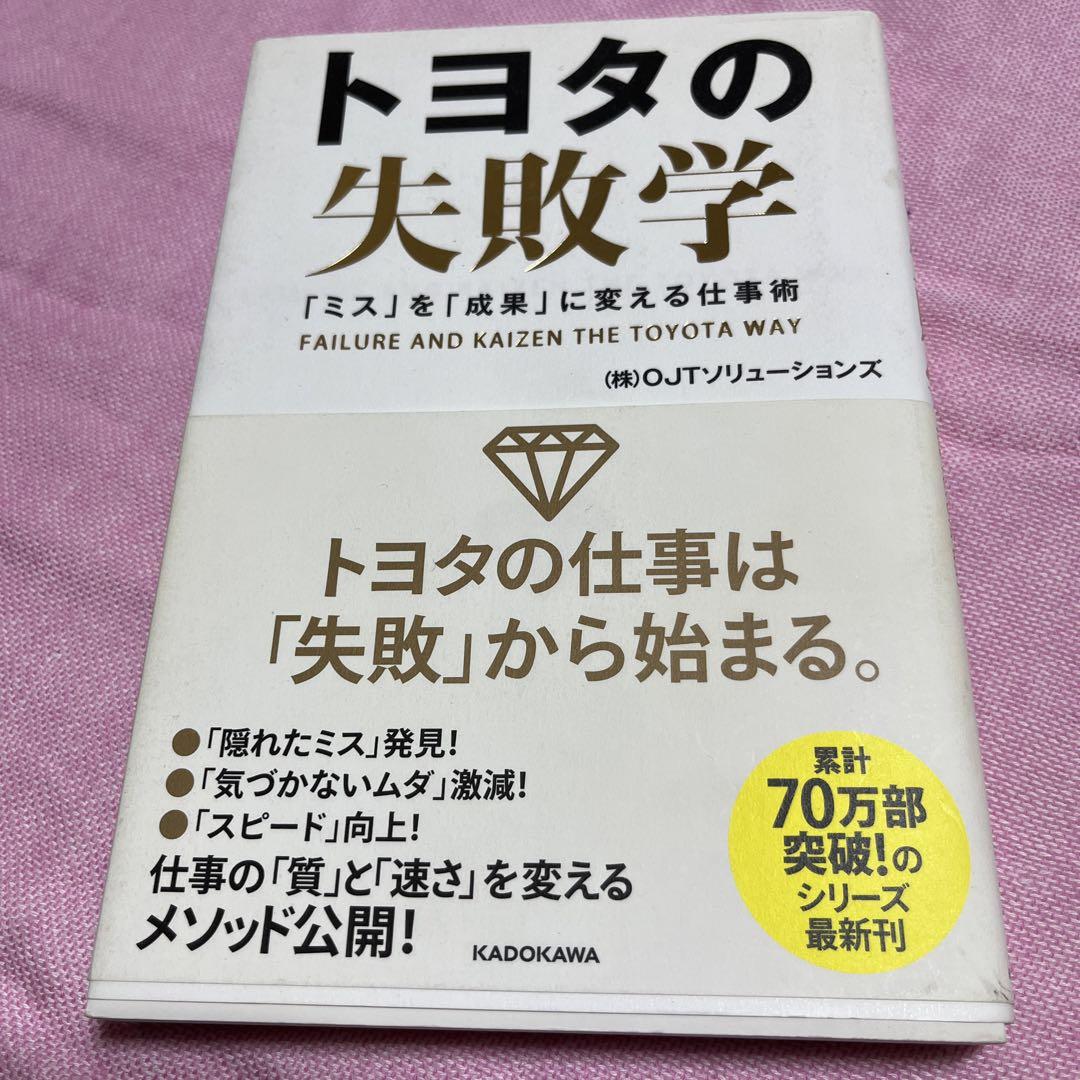 トヨタの
失敗学
「ミス」を「成果」に変える仕事術
FAILURE AND KAIZEN THE TOYOTA WAY
(株)OJTソリューションズ
トヨタの仕事は
「失敗」から始まる。
●「隠れたミス」発見!
●「気づかないムダ」激減!
●「スピード」向上!
仕事の「質」と「速さ」を変える
メソッド公開!
KADOKAWA
累計
70万部
突破!の
シリーズ
最新刊